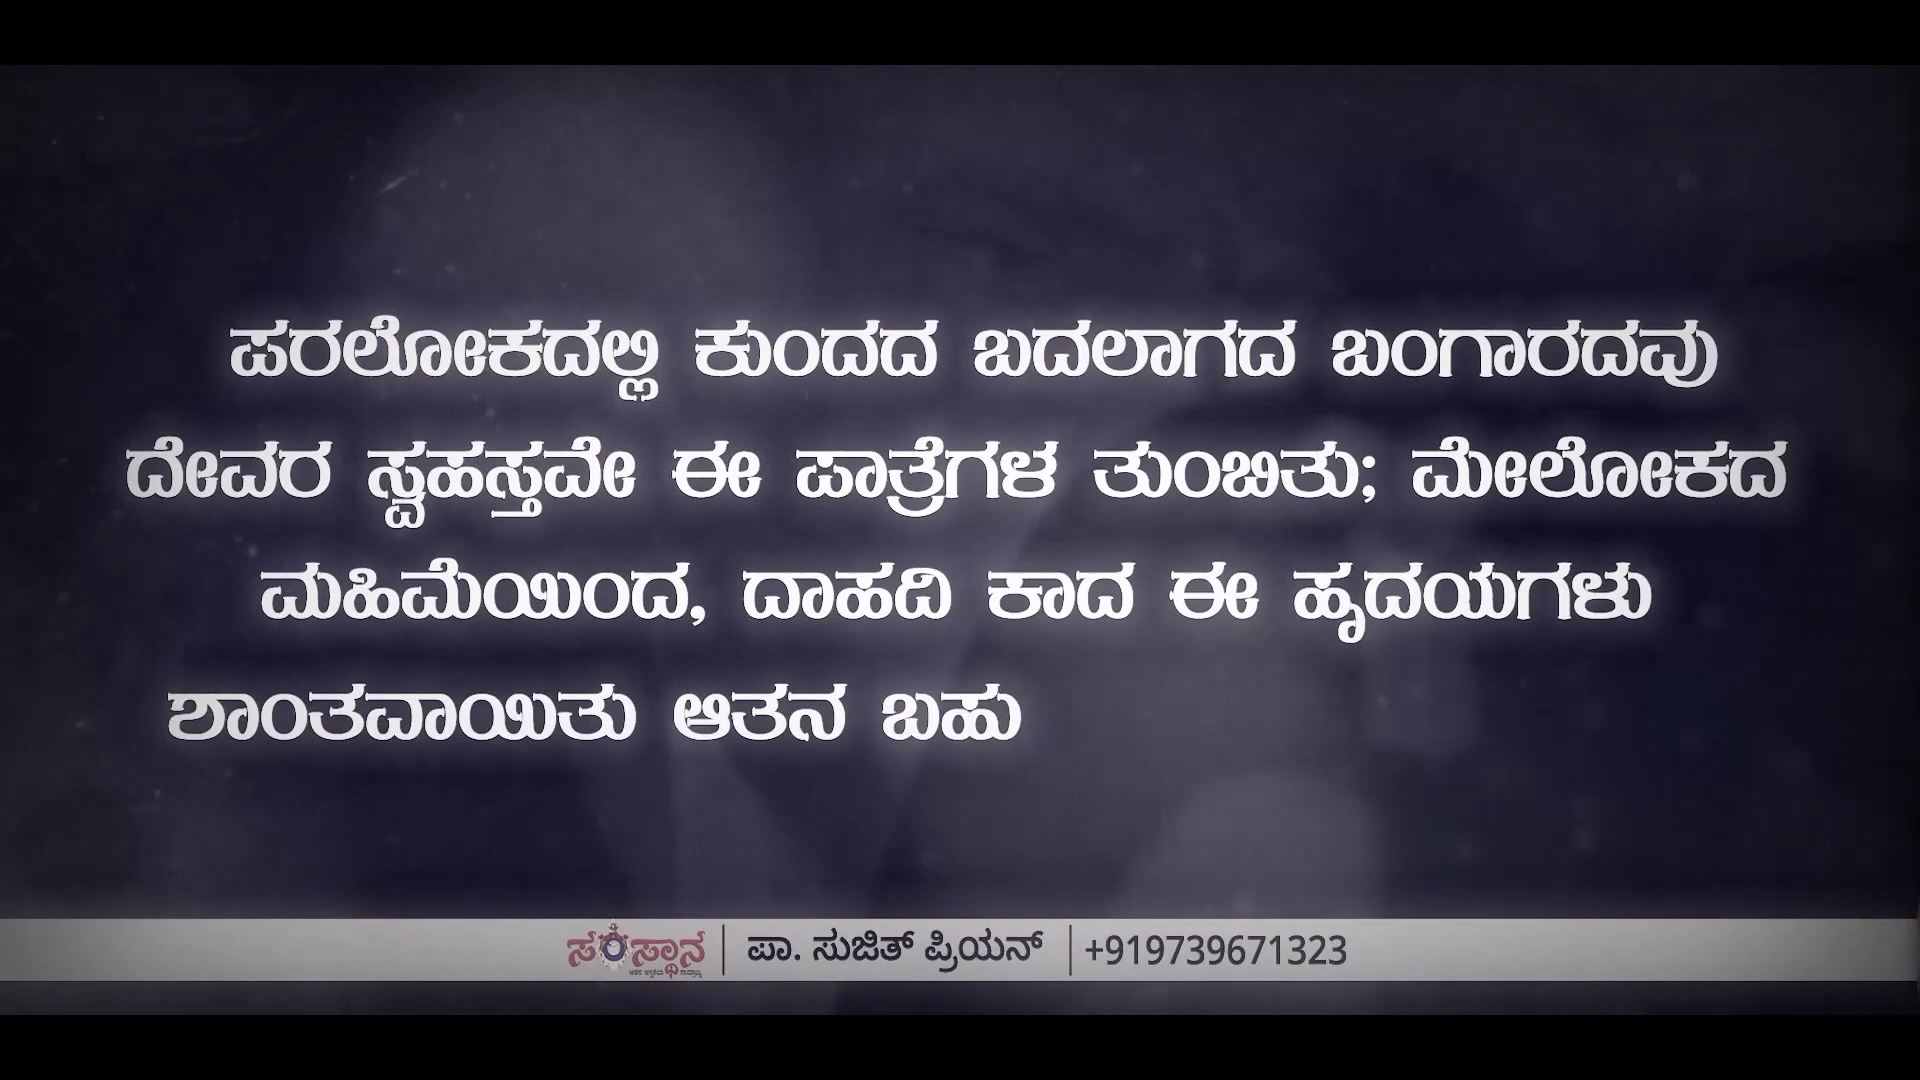 ಪರಲೋಕದಲ್ಲಿ ಕುಂದದ ಬದಲಾಗದ ಬಂಗಾರದವು
ದೇವರ ಸ್ವಹಸ್ತವೇ ಈ ಪಾತ್ರೆಗಳ ತುಂಬಿತು; ಮೇಲೋಕದ
ಮಹಿಮೆಯಿಂದ, ದಾಹದಿ ಕಾದ ಈ ಹೃದಯಗಳು
ಶಾಂತವಾಯಿತು ಆತನ ಬಹು
ಸಂಸ್ಥಾನ | ಪಾ. ಸುಜಿತ್ ಪ್ರಿಯನ್ | +919739671323